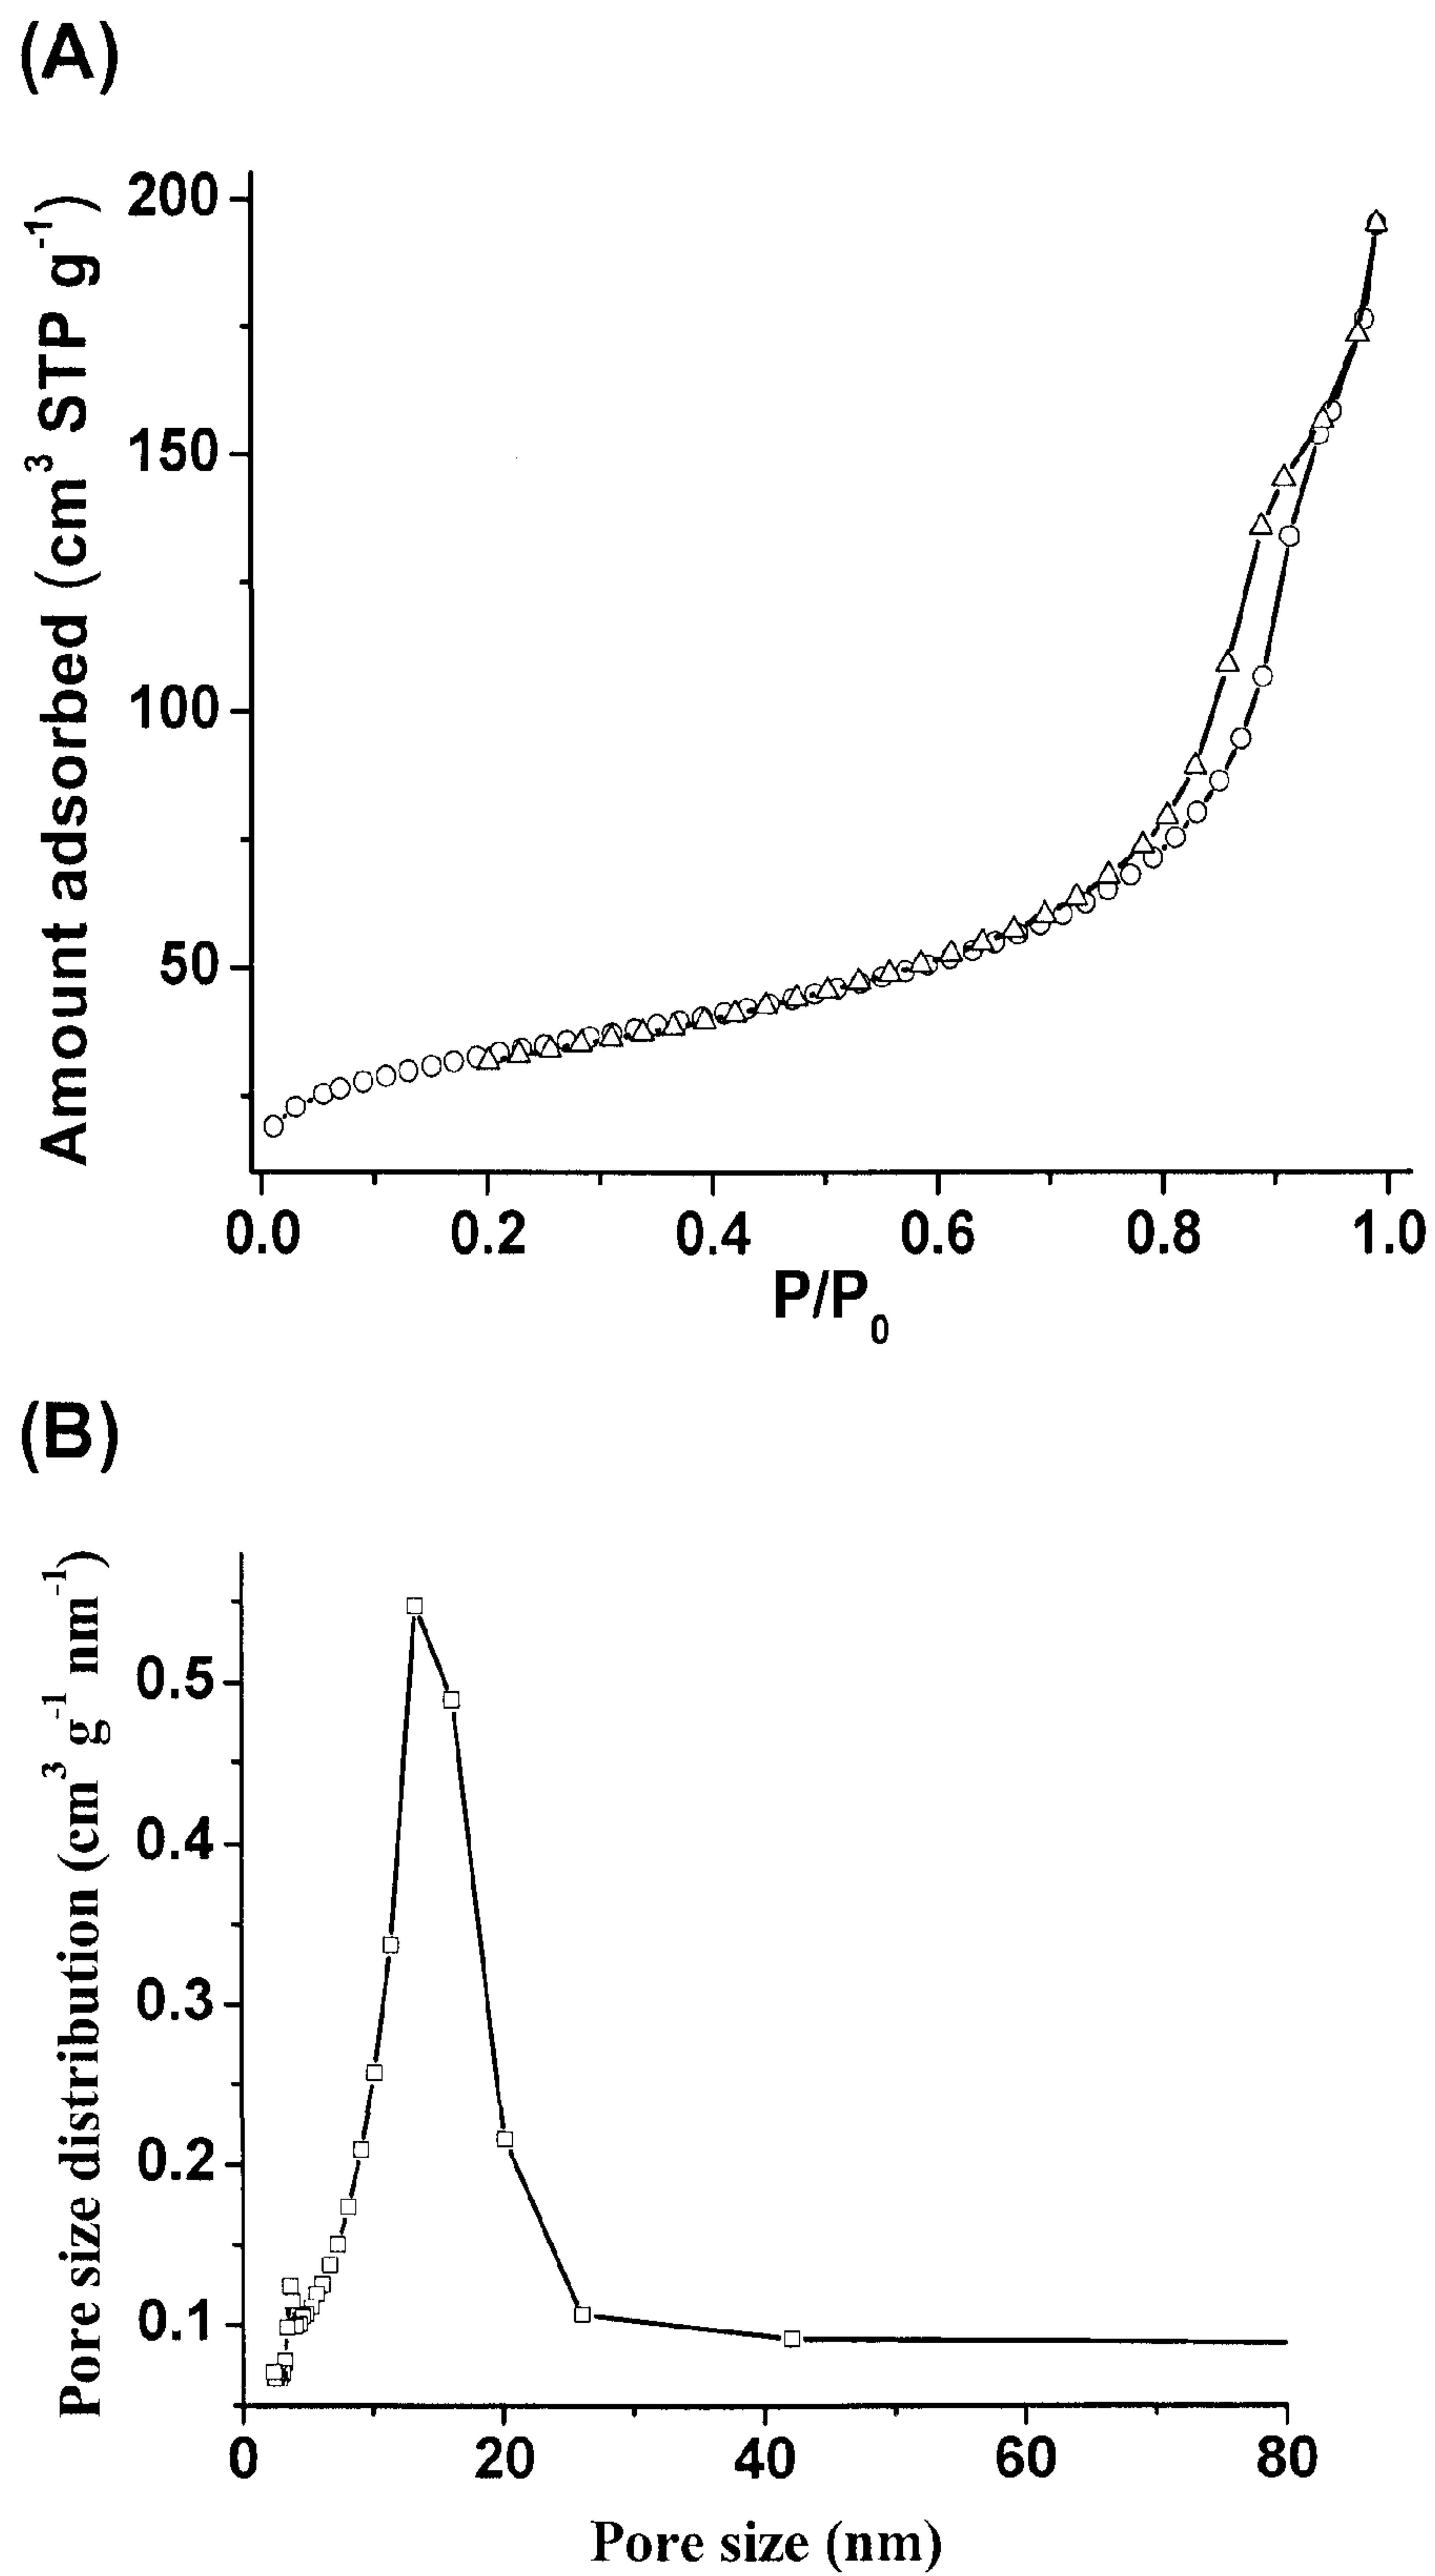 (A)
Amount adsorbed (cm³ STP g⁻¹)
200
150
100
50
0.0 0.2 0.4 0.6 0.8 1.0
P/P₀
(B)
Pore size distribution (cm³ g⁻¹ nm⁻¹)
0.5
0.4
0.3
0.2
0.1
0 20 40 60 80
Pore size (nm)